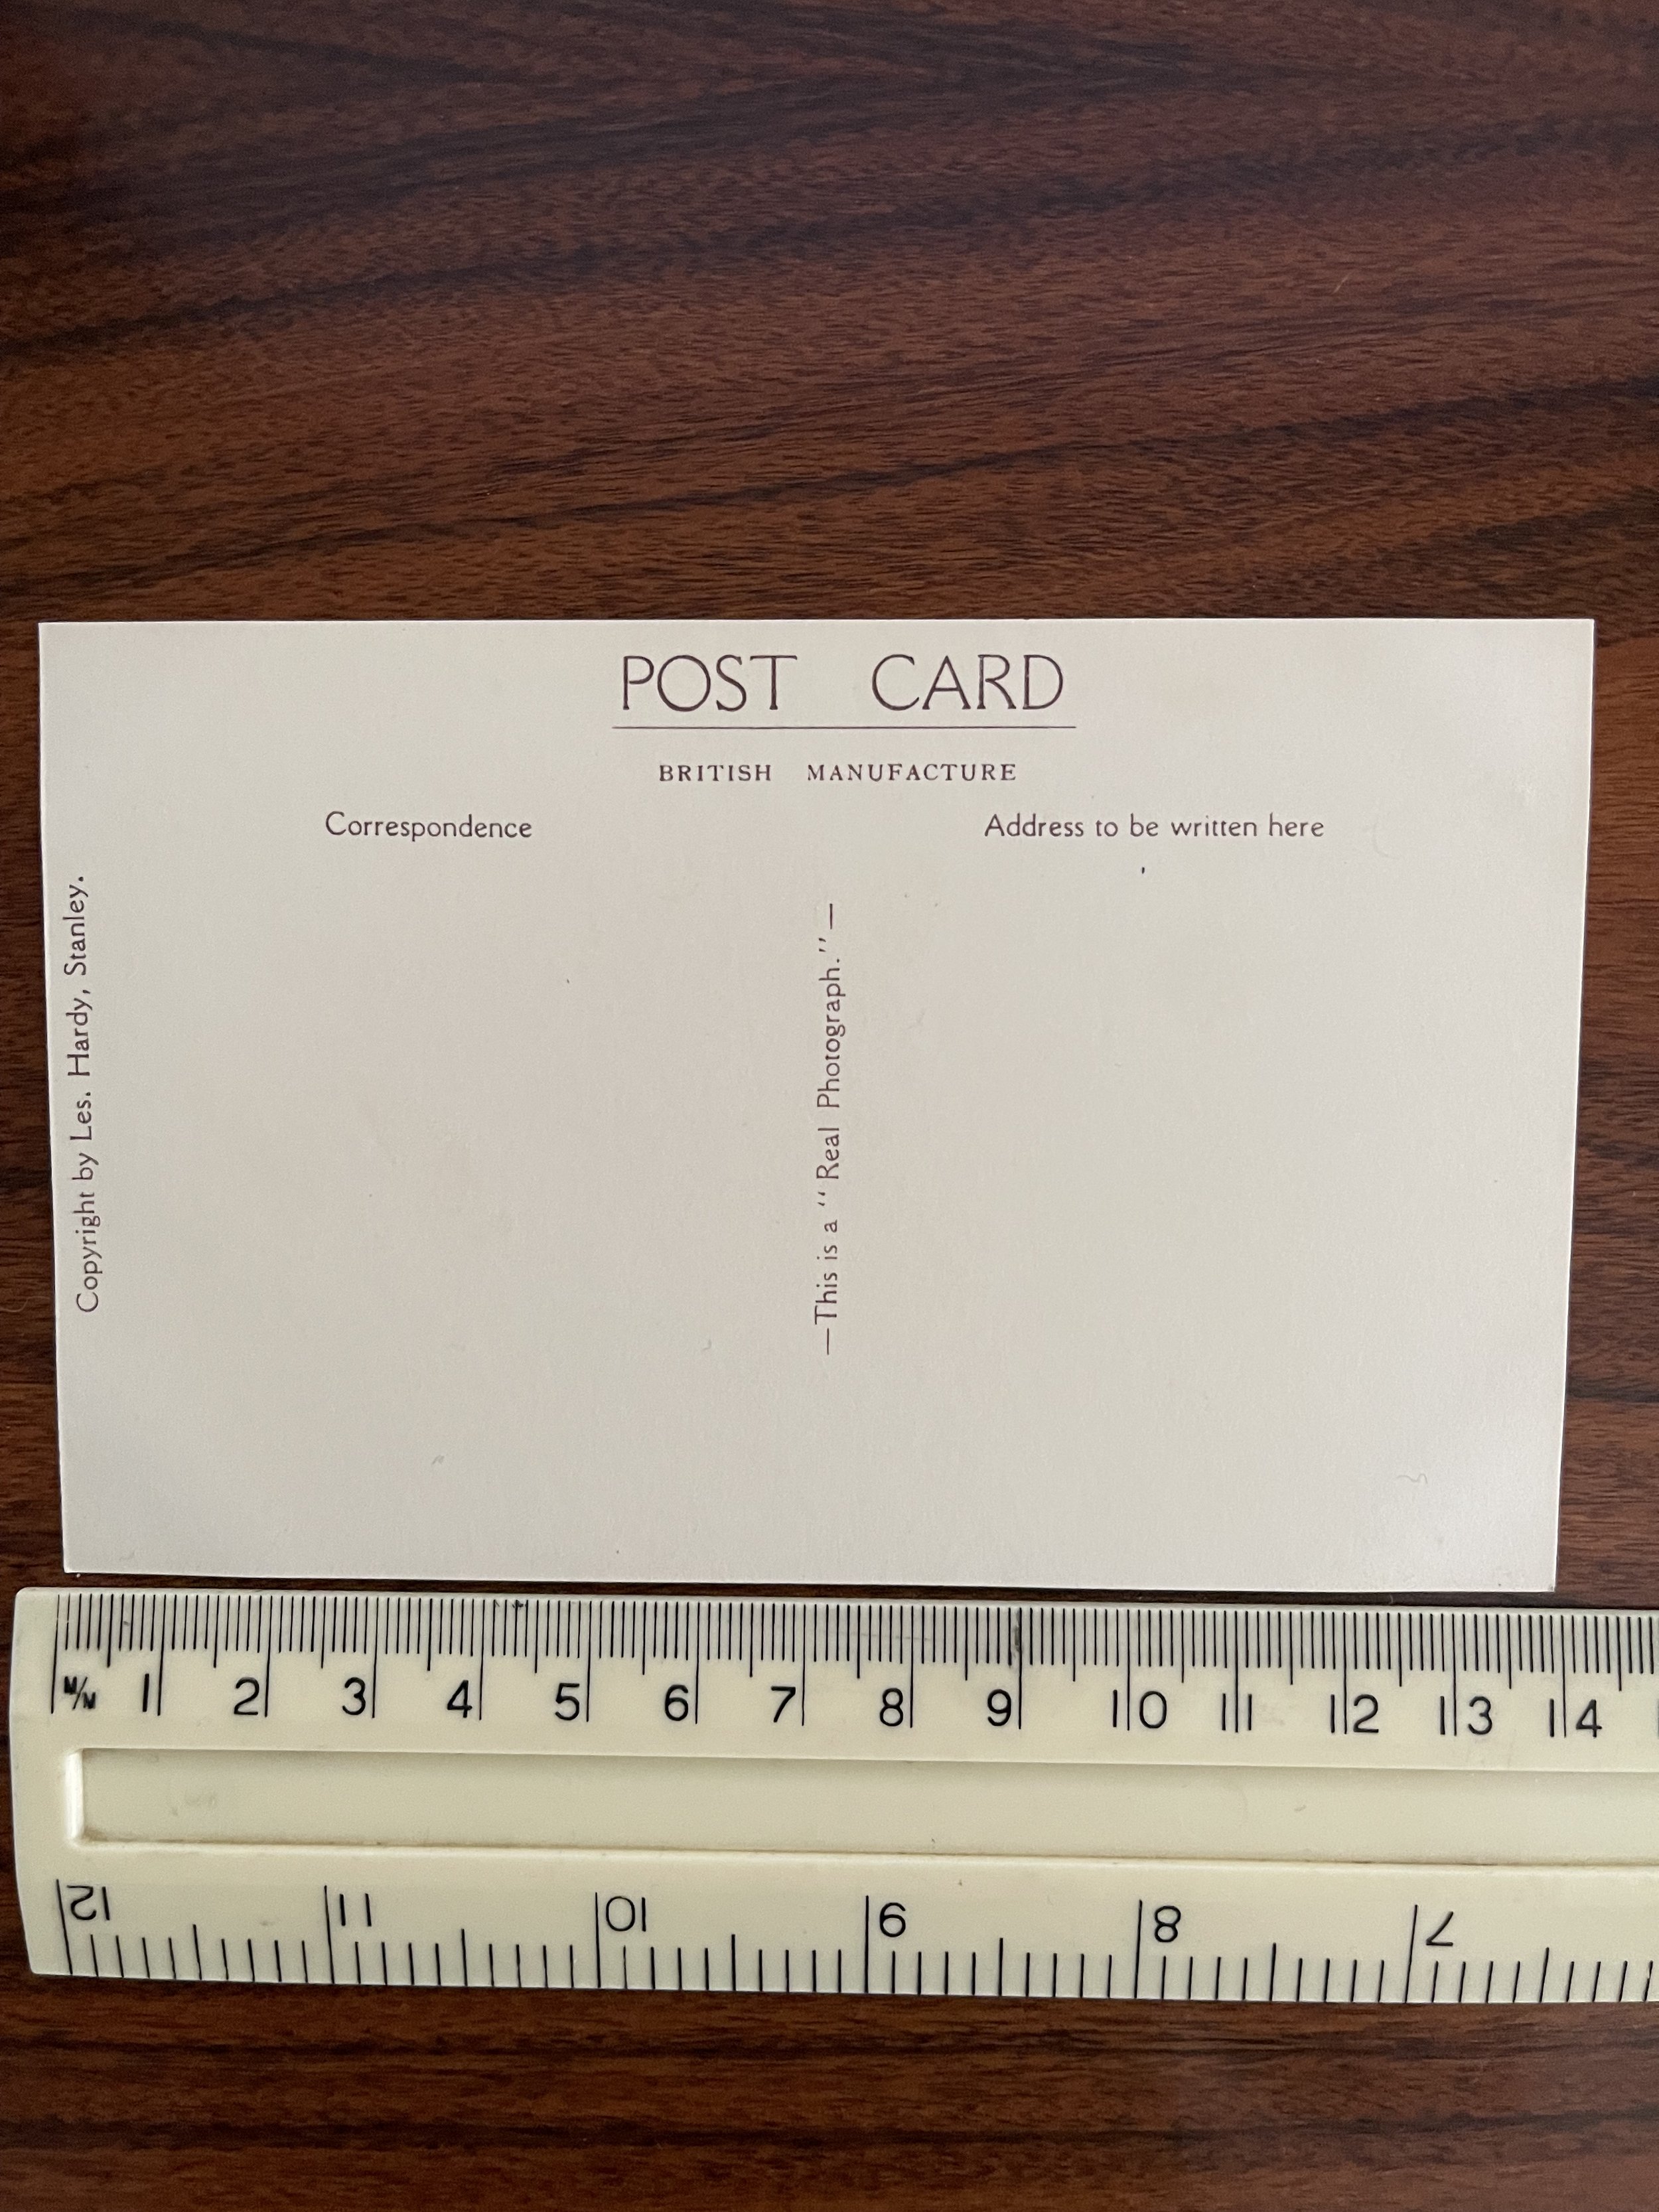 POST CARD
BRITISH MANUFACTURE
Correspondence
Address to be written here
Copyright by Les. Hardy, Stanley.
—This is a “ Real Photograph.”—
M/M 1 2 3 4 5 6 7 8 9 10 11 12 13 14
12 11 10 9 8 7